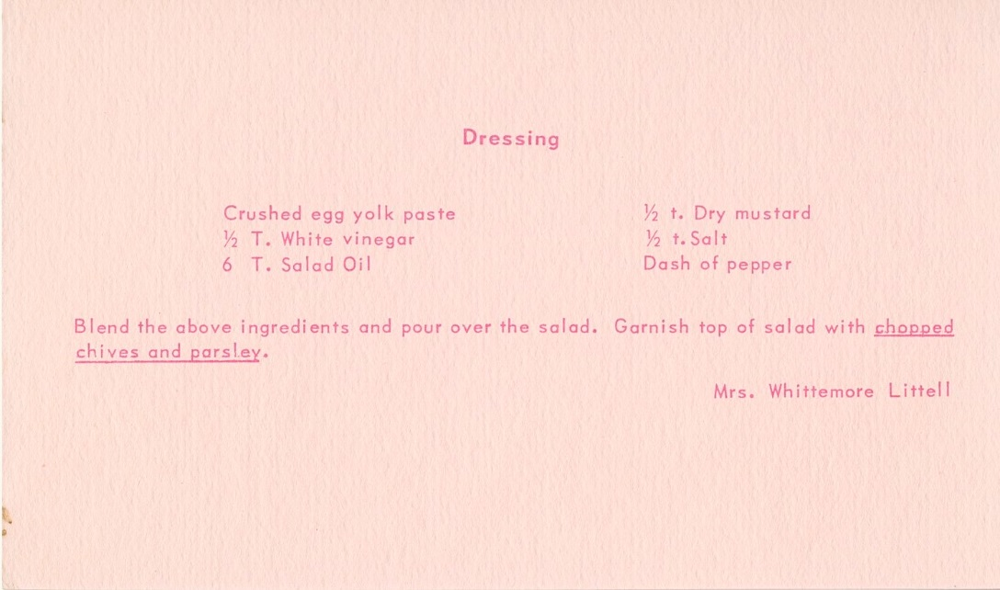 Dressing
Crushed egg yolk paste
½ T. White vinegar
6 T. Salad Oil
½ t. Dry mustard
½ t. Salt
Dash of pepper
Blend the above ingredients and pour over the salad. Garnish top of salad with chopped
chives and parsley.
Mrs. Whittemore Littell